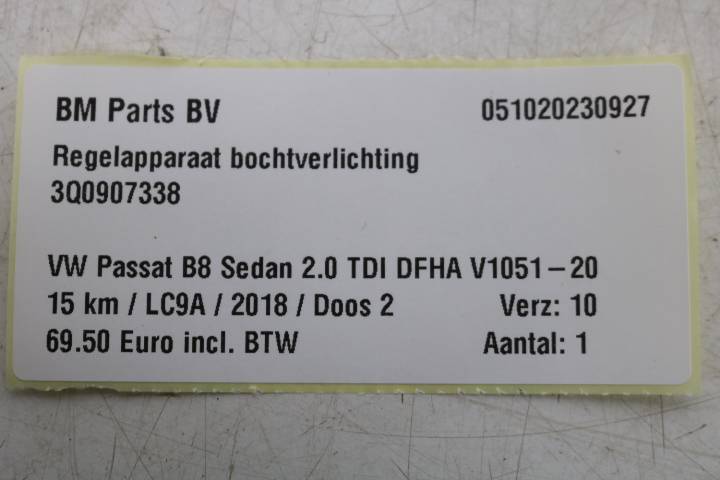 BM Parts BV 051020230927
Regelapparaat bochtverlichting
3Q0907338
VW Passat B8 Sedan 2.0 TDI DFHA V1051-20
15 km / LC9A / 2018 / Doos 2 Verz: 10
69.50 Euro incl. BTW Aantal: 1